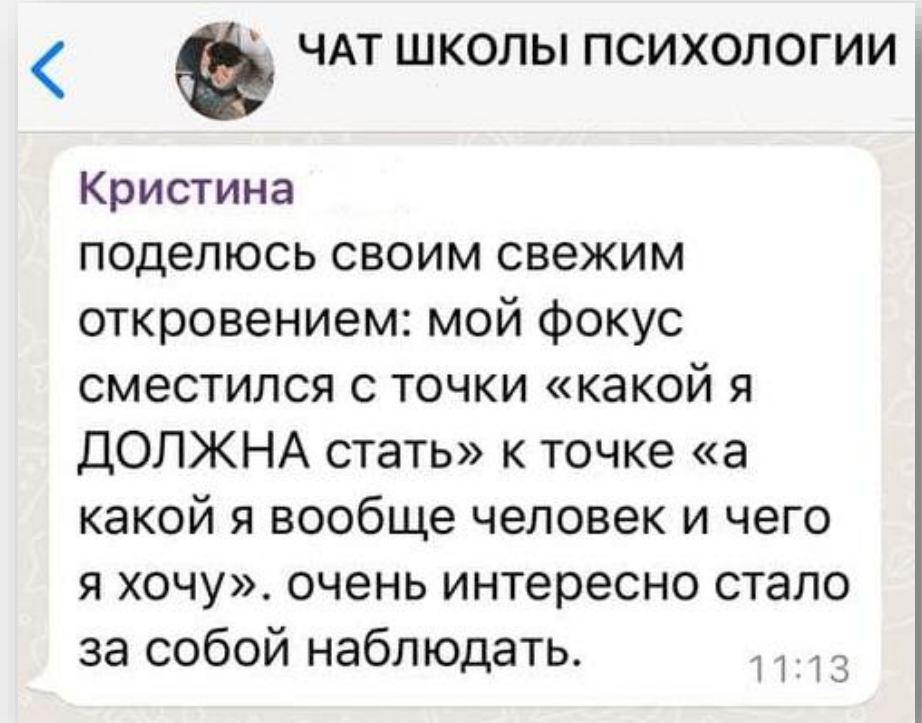 ЧАТ ШКОЛЫ ПСИХОЛОГИИ
Кристина
поделюсь своим свежим
откровением: мой фокус
сместился с точки «какой я
ДОЛЖНА стать» к точке «а
какой я вообще человек и чего
я хочу». очень интересно стало
за собой наблюдать.
11:13